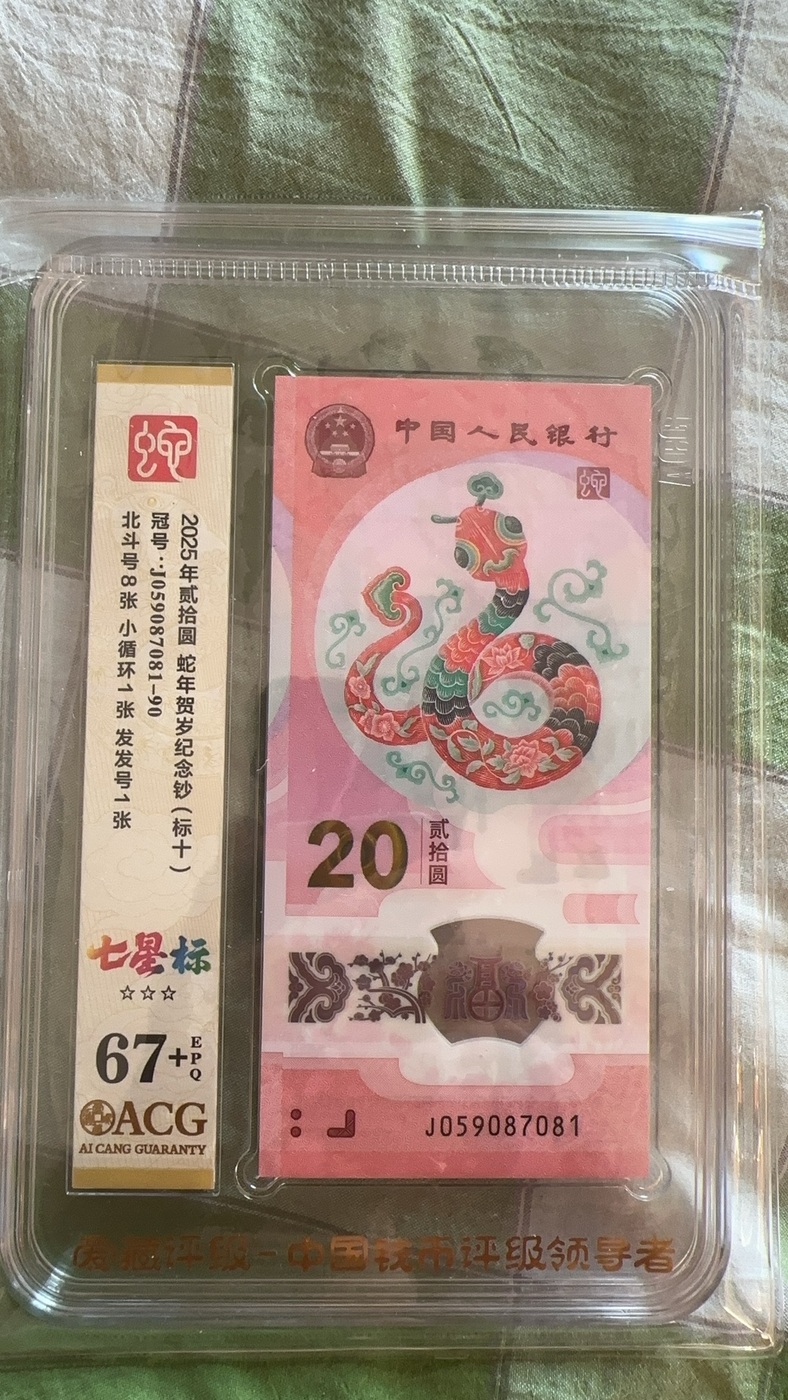 蛇
2025年贰拾圆 蛇年贺岁纪念钞(标十)
冠号:J059087081-90
北斗号8张 小循环1张 发发号1张
七星标
☆☆☆
67+EPQ
ACG
AI CANG GUARANTY
中国人民银行
蛇
20 贰拾圆
福
J059087081
爱藏评级-中国钱币评级领导者